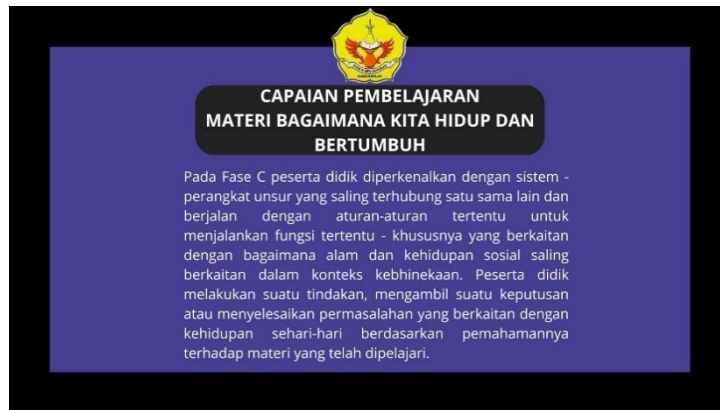 CAPAIAN PEMBELAJARAN
MATERI BAGAIMANA KITA HIDUP DAN
BERTUMBUH
Pada Fase C peserta didik diperkenalkan dengan sistem -
perangkat unsur yang saling terhubung satu sama lain dan
berjalan dengan aturan-aturan tertentu untuk
menjalankan fungsi tertentu - khususnya yang berkaitan
dengan bagaimana alam dan kehidupan sosial saling
berkaitan dalam konteks kebhinekaan. Peserta didik
melakukan suatu tindakan, mengambil suatu keputusan
atau menyelesaikan permasalahan yang berkaitan dengan
kehidupan sehari-hari berdasarkan pemahamannya
terhadap materi yang telah dipelajari.